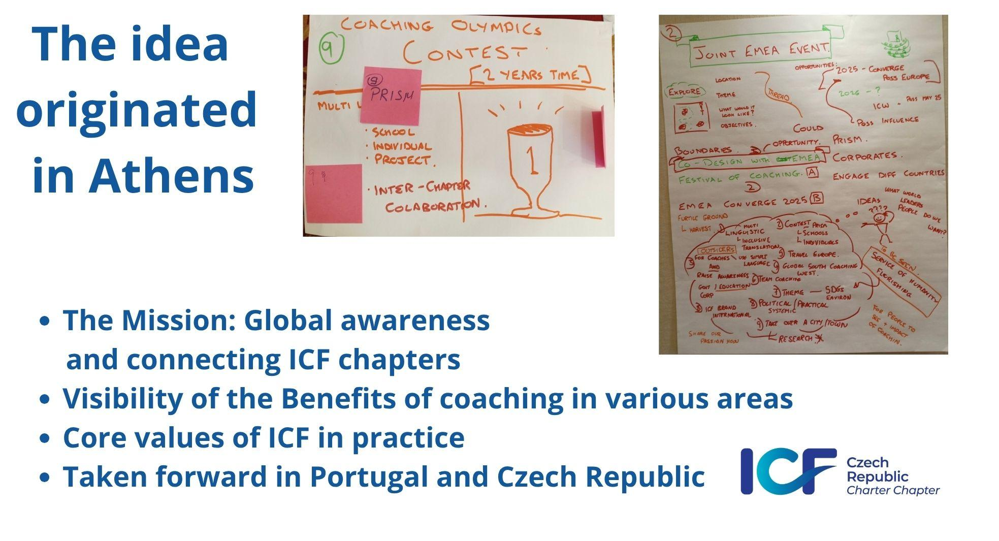 The idea
originated
in Athens
COACHING OLYMPICS
9
CONTEST
[2 YEARS TIME]
9
PRISM
MULTI
· SCHOOL
· INDIVIDUAL
· PROJECT.
· INTER-CHAPTER
COLABORATION.
1
9
2
JOINT EMEA EVENT.
OPPORTUNITIES:
2025 - CONVERGE
POSS EUROPE
2026 - ?
ICW - POSS MAY 25
POSS INFLUENCE
EXPLORE
LOCATION
THEME
WHAT WOULD IT
LOOK LIKE?
OBJECTIVES.
THREAD
COULD
OPPORTUNITY.
PRISM.
BOUNDARIES.
CO-DESIGN WITH EMEA
CORPORATES.
FESTIVAL OF COACHING. A
ENGAGE DIFF COUNTRIES
2
EMEA CONVERGE 2025 B
IDEAS
????
WHAT WORLD
LEADERS
PEOPLE DO WE
WANT?
FURTILE GROUND
HARVEST.
MULTI
LINGUISTIC
INCLUSIVE
TRANSLATION
USE SIMPLE
LANGUAGE
2) CONTEST PRISM
SCHOOLS
INDIVIDUALS
OUTSIDERS
3 FOR COACHES
AND
RAISE AWARENESS
GOVT / EDUCATION
CORP
TRAVEL EUROPE.
GLOBAL SOUTH COACHING
WEST.
6) TEAM COACHING
7) THEME — SDGS
ENVIRON
8) POLITICAL / PRACTICAL
SYSTEMIC
ICF BRAND
INTERNATIONAL
9) TAKE OVER A CITY/TOWN
RESEARCH
SHARE OUR
PASSION HOW
TO BE SEEN.
SERVICE OF HUMANITY
FLORISHING
FOR PEOPLE TO
SEE + IMPACT
OF COACHIN.
• The Mission: Global awareness
and connecting ICF chapters
• Visibility of the Benefits of coaching in various areas
• Core values of ICF in practice
• Taken forward in Portugal and Czech Republic
ICF
Czech
Republic
Charter Chapter